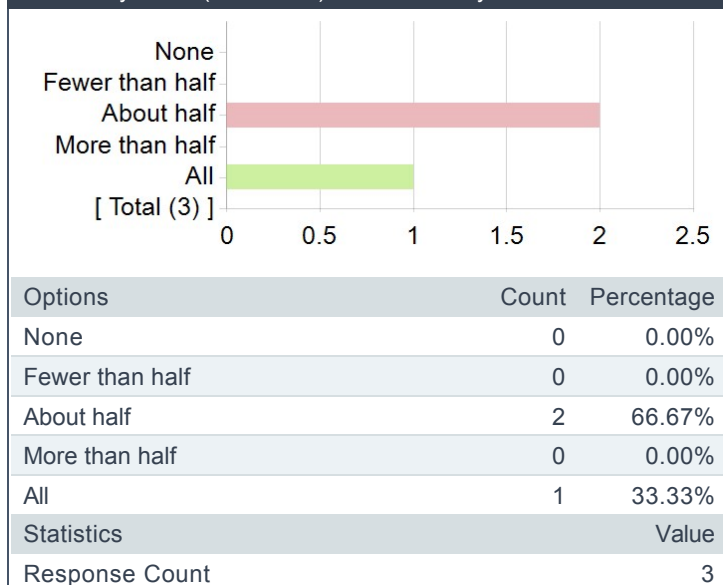 None
Fewer than half
About half
More than half
All
[ Total (3) ]
0 0.5 1 1.5 2 2.5
Options Count Percentage
None 0 0.00%
Fewer than half 0 0.00%
About half 2 66.67%
More than half 0 0.00%
All 1 33.33%
Statistics Value
Response Count 3